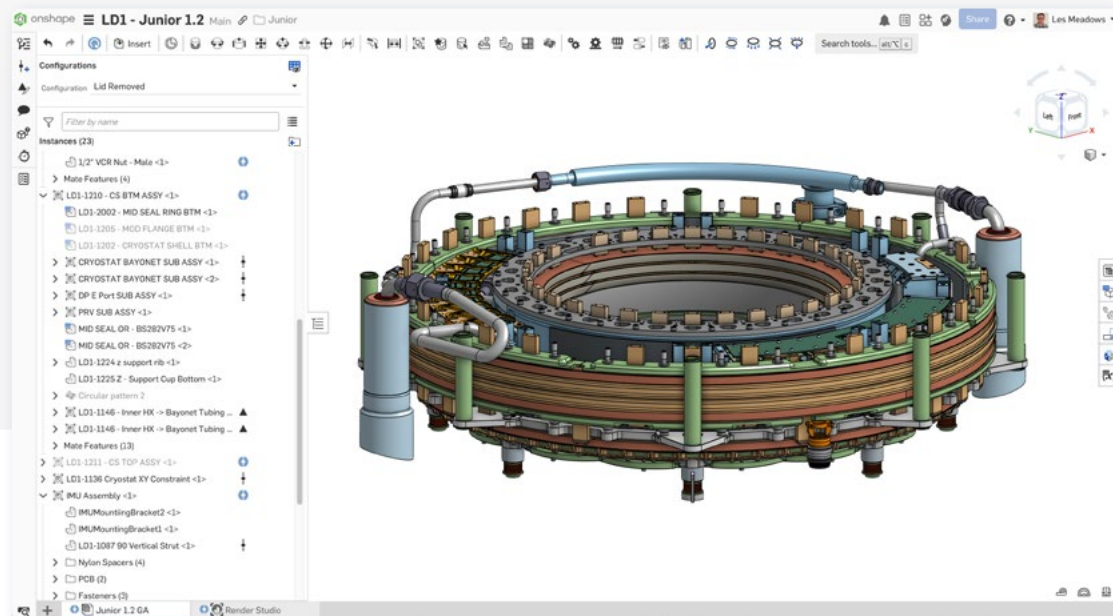 onshape LD1 - Junior 1.2 Main Junior Share Les Meadows
Insert Search tools... alt/⌥ c
Configurations
Configuration Lid Removed
Filter by name
Instances (23)
1/2" VCR Nut - Male <1>
Mate Features (4)
LD1-1210 - CS BTM ASSY <1>
LD1-2002 - MID SEAL RING BTM <1>
LD1-1205 - MOD FLANGE BTM <1>
LD1-1202 - CRYOSTAT SHELL BTM <1>
CRYOSTAT BAYONET SUB ASSY <1>
CRYOSTAT BAYONET SUB ASSY <2>
DP E Port SUB ASSY <1>
PRV SUB ASSY <1>
MID SEAL OR - BS282V75 <1>
MID SEAL OR - BS282V75 <2>
LD1-1224 z support rib <1>
LD1-1225 Z - Support Cup Bottom <1>
Circular pattern 2
LD1-1146 - Inner HX -> Bayonet Tubing ...
LD1-1146 - Inner HX -> Bayonet Tubing ...
Mate Features (13)
LD1-1211 - CS TOP ASSY <1>
LD1-1136 Cryostat XY Constraint <1>
IMU Assembly <1>
IMUMountingBracket2 <1>
IMUMountingBracket1 <1>
LD1-1087 90 Vertical Strut <1>
Nylon Spacers (4)
PCB (2)
Fasteners (3)
Junior 1.2 GA Render Studio
Z
Left Front
Y X